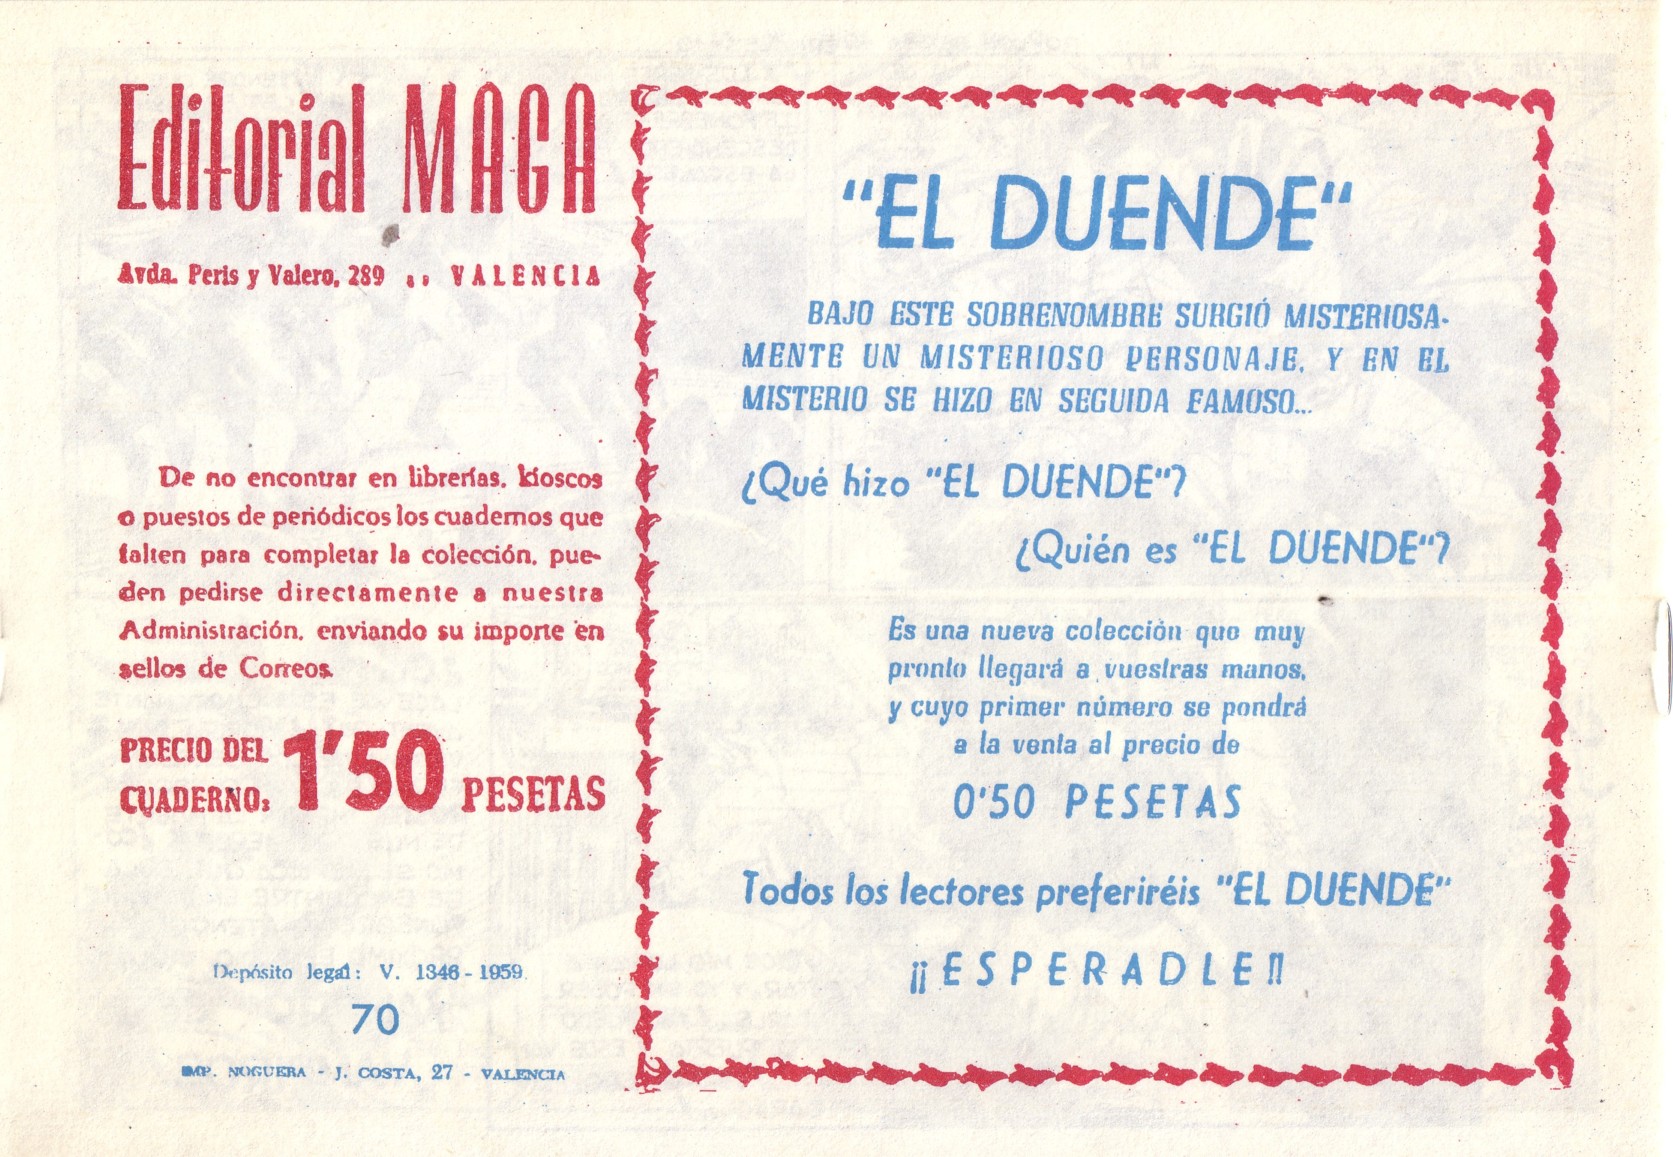 Editorial MAGA
Avda. Peris y Valero, 289 .. VALENCIA
De no encontrar en librerías, kioscos
o puestos de periódicos los cuadernos que
falten para completar la colección, pue-
den pedirse directamente a nuestra
Administración, enviando su importe en
sellos de Correos.
PRECIO DEL
CUADERNO: 1'50 PESETAS
Depósito legal: V. 1346 - 1959
70
IMP. NOGUERA - J. COSTA, 27 - VALENCIA
"EL DUENDE"
BAJO ESTE SOBRENOMBRE SURGIÓ MISTERIOSA-
MENTE UN MISTERIOSO PERSONAJE, Y EN EL
MISTERIO SE HIZO EN SEGUIDA FAMOSO...
¿Qué hizo "EL DUENDE"?
¿Quién es "EL DUENDE"?
Es una nueva colección que muy
pronto llegará a vuestras manos,
y cuyo primer número se pondrá
a la venta al precio de
0'50 PESETAS
Todos los lectores preferiréis "EL DUENDE"
¡¡ESPERADLE!!